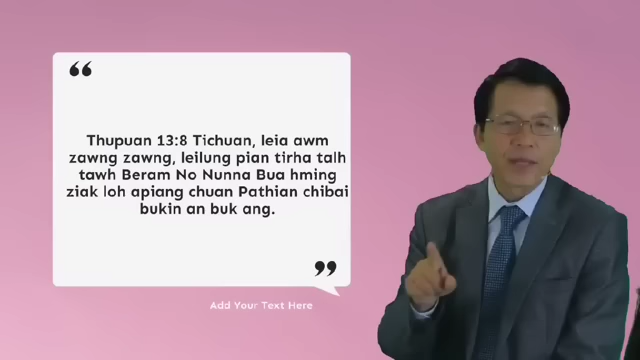 Thupuan 13:8 Tichuan, leia awm
zawng zawng, leilung pian tirha talh
tawh Beram No Nunna Bua hming
ziak loh apiang chuan Pathian chibai
bukin an buk ang.
Add Your Text Here